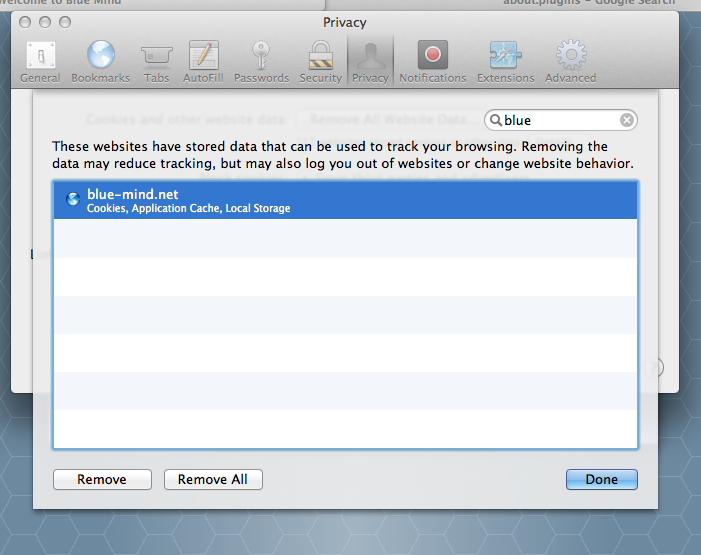 Welcome to Blue Mind
about:plugins - Google Search
Privacy
General Bookmarks Tabs AutoFill Passwords Security Privacy Notifications Extensions Advanced
Cookies and other website data: Remove All Website Data...
blue
These websites have stored data that can be used to track your browsing. Removing the
data may reduce tracking, but may also log you out of websites or change website behavior.
blue-mind.net
Cookies, Application Cache, Local Storage
Remove Remove All Done
?